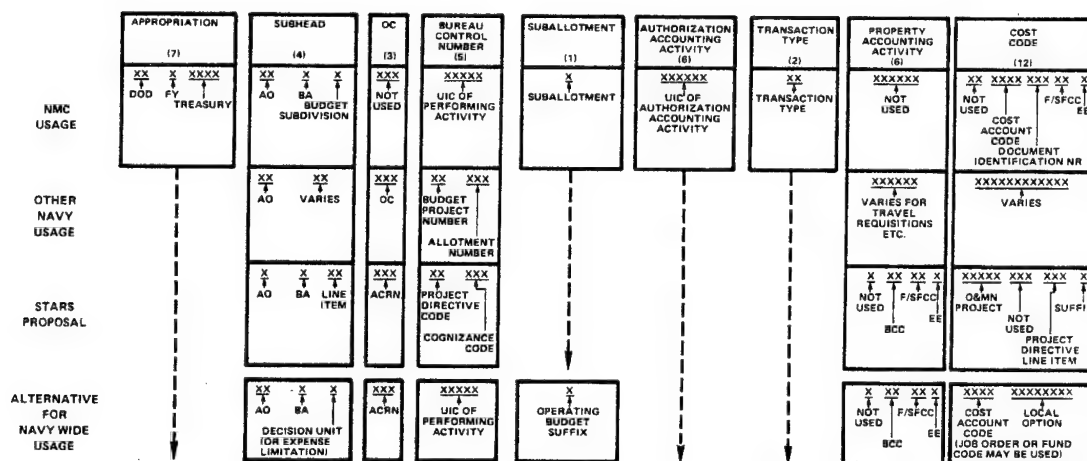 APPROPRIATION
(7)
SUBHEAD
(4)
OC
(3)
BUREAU
CONTROL
NUMBER
(5)
SUBALLOTMENT
(1)
AUTHORIZATION
ACCOUNTING
ACTIVITY
(6)
TRANSACTION
TYPE
(2)
PROPERTY
ACCOUNTING
ACTIVITY
(6)
COST
CODE
(12)
NMC
USAGE
XX X XXXX
DOD FY
TREASURY
XX X X
AO BA
BUDGET
SUBDIVISION
XXX
NOT
USED
XXXXX
UIC OF
PERFORMING
ACTIVITY
X
SUBALLOTMENT
XXXXXX
UIC OF
AUTHORIZATION
ACCOUNTING
ACTIVITY
XX
TRANSACTION
TYPE
XXXXXX
NOT
USED
XX XXXX XXX XX X
NOT
USED
F/SFCC
EE
COST
ACCOUNT
CODE
DOCUMENT
IDENTIFICATION NR
OTHER
NAVY
USAGE
XX XX
AO VARIES
XXX
OC
XX XXX
BUDGET
PROJECT
NUMBER
ALLOTMENT
NUMBER
XXXXXX
VARIES FOR
TRAVEL
REQUISITIONS
ETC.
XXXXXXXXXXXX
VARIES
STARS
PROPOSAL
X X XX
AO BA LINE
ITEM
XXX
ACRN
XX XXX
PROJECT
DIRECTIVE
CODE
COGNIZANCE
CODE
X XX XX X
NOT
USED
F/SFCC
EE
BCC
XXXXX XXX XXX X
O&MN
PROJECT
NOT
USED
SUFFI
PROJECT
DIRECTIVE
LINE ITEM
ALTERNATIVE
FOR
NAVY WIDE
USAGE
XX X X
AO BA
DECISION UNIT
(OR EXPENSE
LIMITATION)
XXX
ACRN
XXXXX
UIC OF
PERFORMING
ACTIVITY
X
OPERATING
BUDGET
SUFFIX
X XX XX X
NOT
USED
F/SFCC
EE
BCC
XXXX XXXXXXXX
COST
ACCOUNT
CODE
LOCAL
OPTION
(JOB ORDER OR FUND
CODE MAY BE USED)